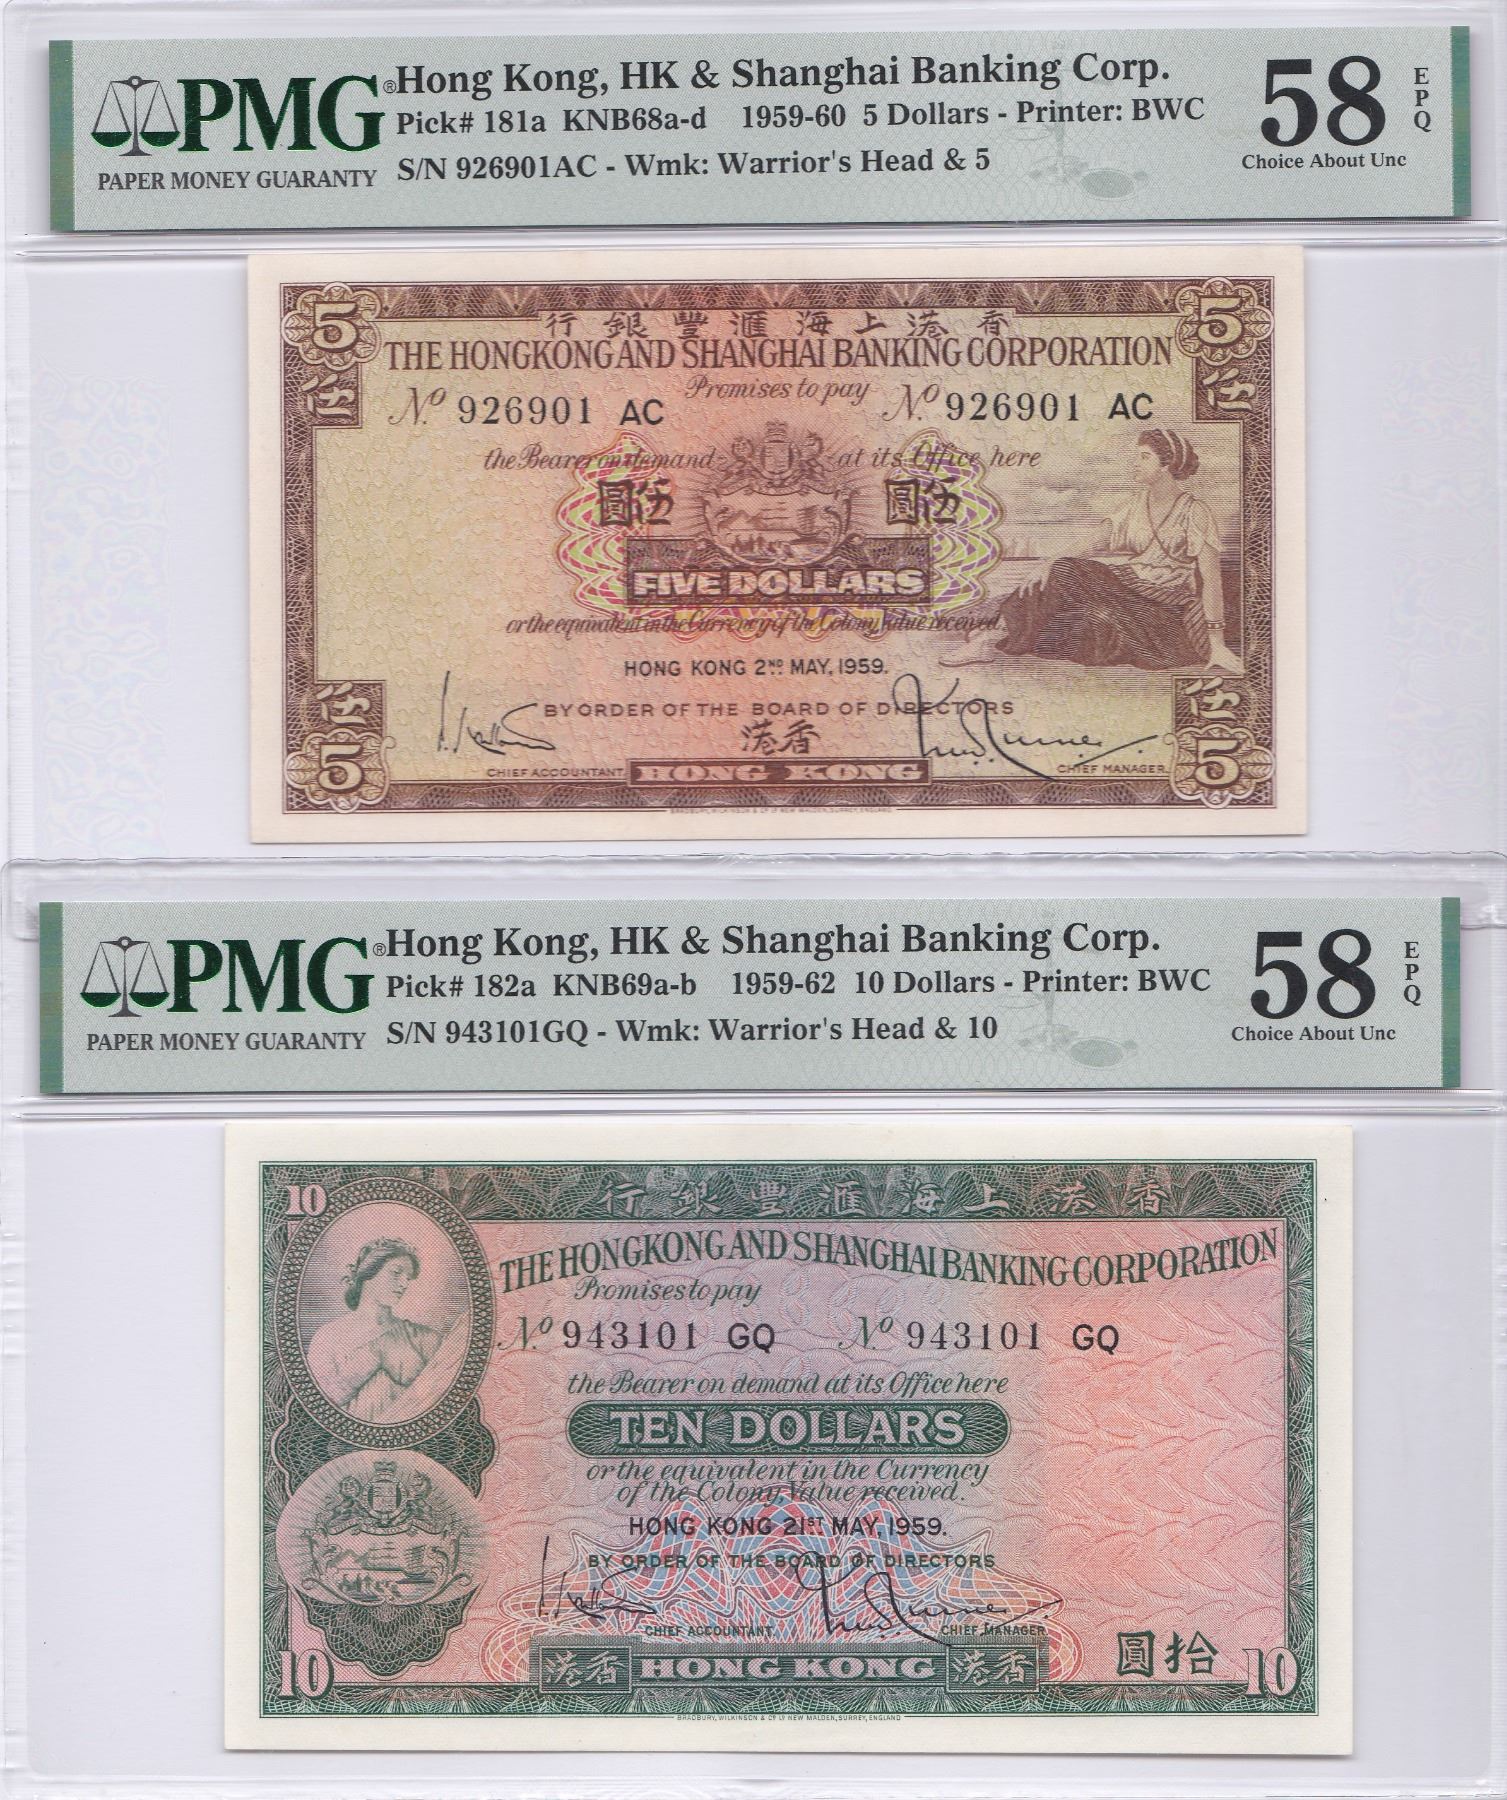 PMG® Hong Kong, HK & Shanghai Banking Corp.
Pick# 181a KNB68a-d 1959-60 5 Dollars - Printer: BWC
PAPER MONEY GUARANTY S/N 926901AC - Wmk: Warrior's Head & 5
58 EPQ
Choice About Unc
5 5
行銀豐滙海上港香
THE HONGKONG AND SHANGHAI BANKING CORPORATION
伍 Promises to pay 伍
No. 926901 AC No. 926901 AC
the Bearer on demand at its Office here
圓伍 圓伍
FIVE DOLLARS
or the equivalent in the Currency of the Colony, Value received.
HONG KONG 2ND MAY, 1959.
伍 BY ORDER OF THE BOARD OF DIRECTORS 伍
港香
5 CHIEF ACCOUNTANT HONG KONG CHIEF MANAGER 5
BRADBURY, WILKINSON & Co. Ld. NEW MALDEN, SURREY, ENGLAND
PMG® Hong Kong, HK & Shanghai Banking Corp.
Pick# 182a KNB69a-b 1959-62 10 Dollars - Printer: BWC
PAPER MONEY GUARANTY S/N 943101GQ - Wmk: Warrior's Head & 10
58 EPQ
Choice About Unc
10 行銀豐滙海上港香
THE HONGKONG AND SHANGHAI BANKING CORPORATION
Promises to pay
No. 943101 GQ No. 943101 GQ
the Bearer on demand at its Office here
TEN DOLLARS
or the equivalent in the Currency
of the Colony, Value received.
HONG KONG 21ST MAY, 1959.
BY ORDER OF THE BOARD OF DIRECTORS
CHIEF ACCOUNTANT CHIEF MANAGER
10 港香 HONG KONG 港香 圓拾 10
BRADBURY, WILKINSON & Co. Ld. NEW MALDEN, SURREY, ENGLAND